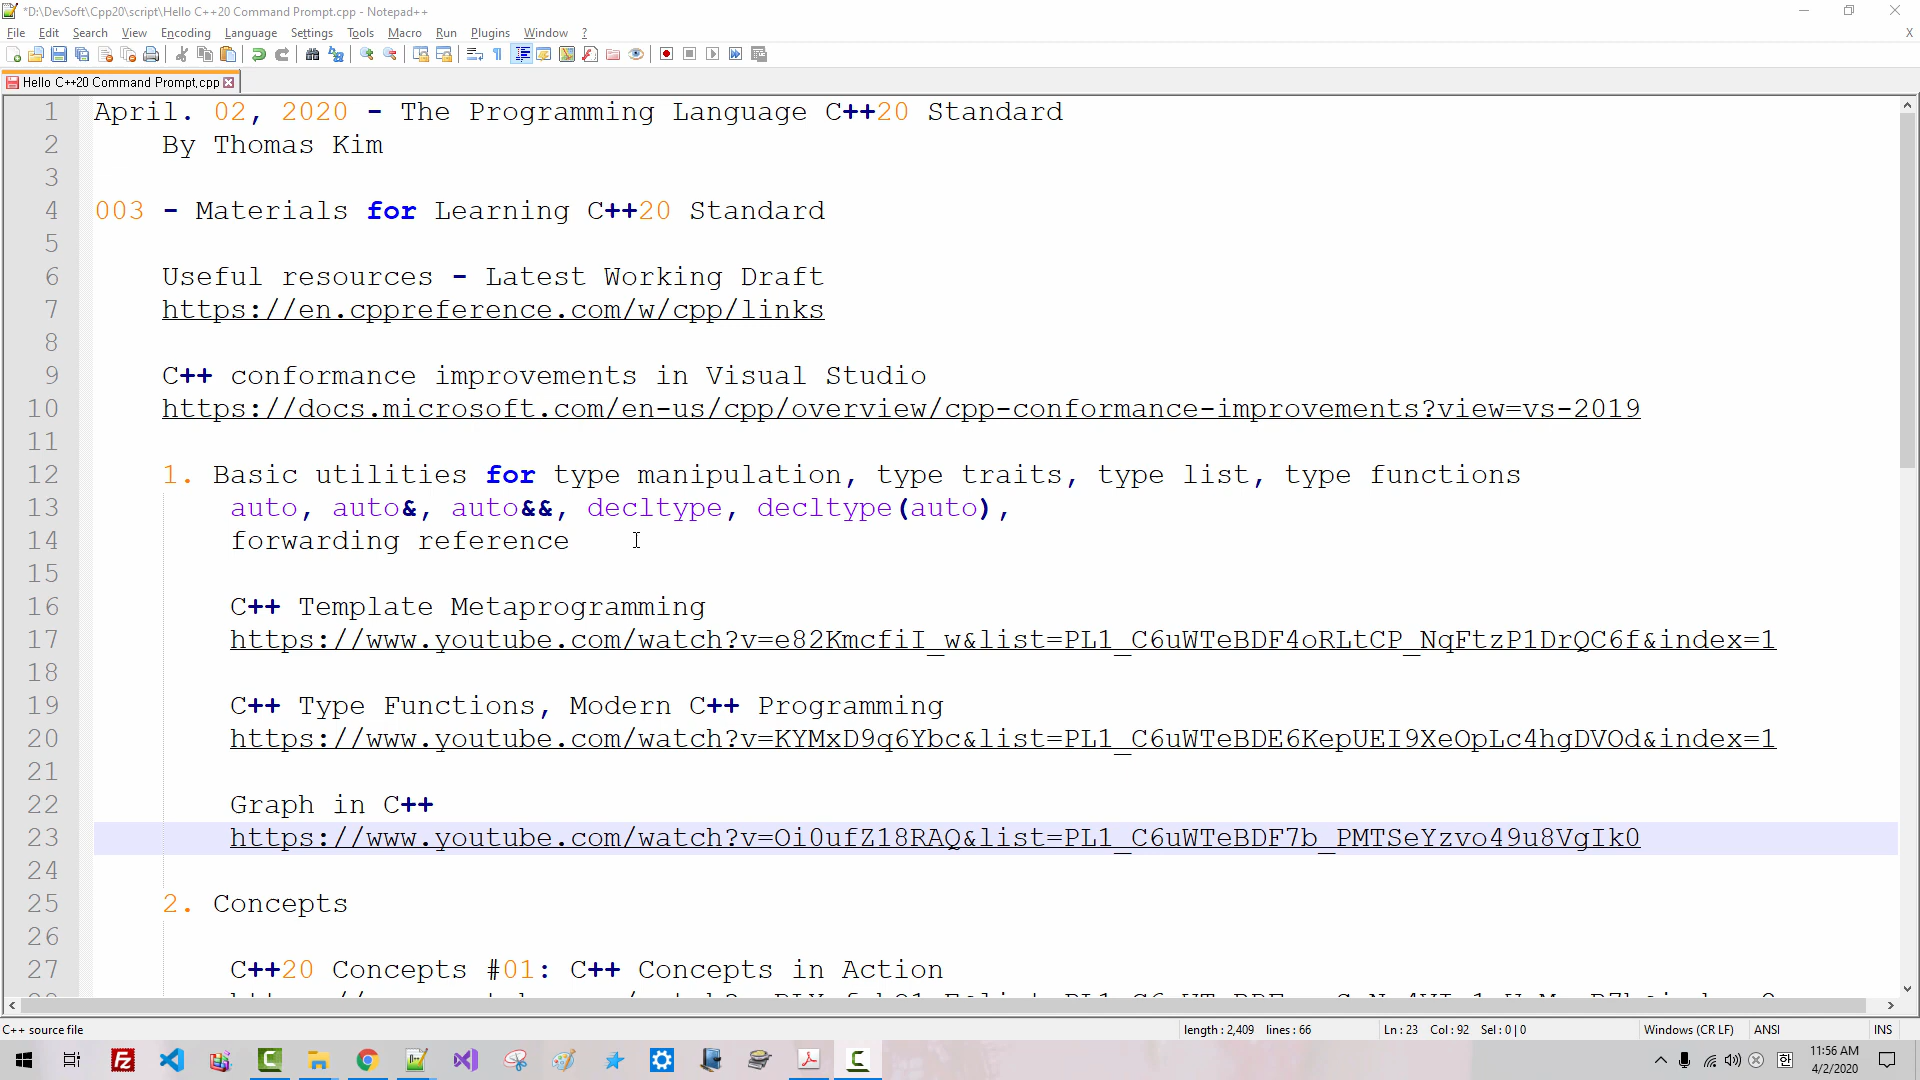 *D:\DevSoft\Cpp20\script\Hello C++20 Command Prompt.cpp - Notepad++
File Edit Search View Encoding Language Settings Tools Macro Run Plugins Window ? X
Hello C++20 Command Prompt.cpp
1 April. 02, 2020 - The Programming Language C++20 Standard
2 By Thomas Kim
3
4 003 - Materials for Learning C++20 Standard
5
6 Useful resources - Latest Working Draft
7 https://en.cppreference.com/w/cpp/links
8
9 C++ conformance improvements in Visual Studio
10 https://docs.microsoft.com/en-us/cpp/overview/cpp-conformance-improvements?view=vs-2019
11
12 1. Basic utilities for type manipulation, type traits, type list, type functions
13 auto, auto&, auto&&, decltype, decltype(auto),
14 forwarding reference
15
16 C++ Template Metaprogramming
17 https://www.youtube.com/watch?v=e82KmcfiI_w&list=PL1_C6uWTeBDF4oRLtCP_NqFtzP1DrQC6f&index=1
18
19 C++ Type Functions, Modern C++ Programming
20 https://www.youtube.com/watch?v=KYMxD9q6Ybc&list=PL1_C6uWTeBDE6KepUEI9XeOpLc4hgDVOd&index=1
21
22 Graph in C++
23 https://www.youtube.com/watch?v=Oi0ufZ18RAQ&list=PL1_C6uWTeBDF7b_PMTSeYzvo49u8VgIk0
24
25 2. Concepts
26
27 C++20 Concepts #01: C++ Concepts in Action
C++ source file length : 2,409 lines : 66 Ln : 23 Col : 92 Sel : 0 | 0 Windows (CR LF) ANSI INS
한 11:56 AM
4/2/2020